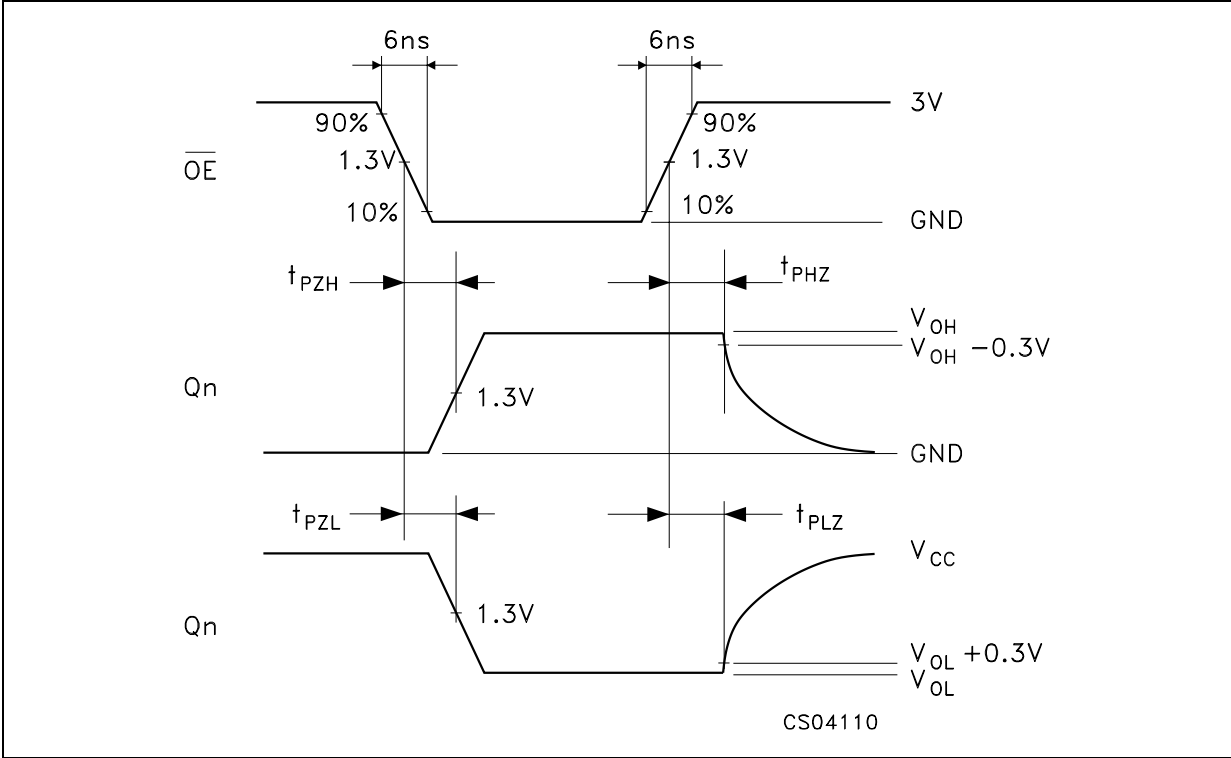 6ns 6ns
3V
90% 90%
1.3V 1.3V
OE
10% 10%
GND
tPZH tPHZ
VOH
VOH −0.3V
Qn
1.3V
GND
tPZL tPLZ
VCC
1.3V
Qn
VOL +0.3V
VOL
CS04110